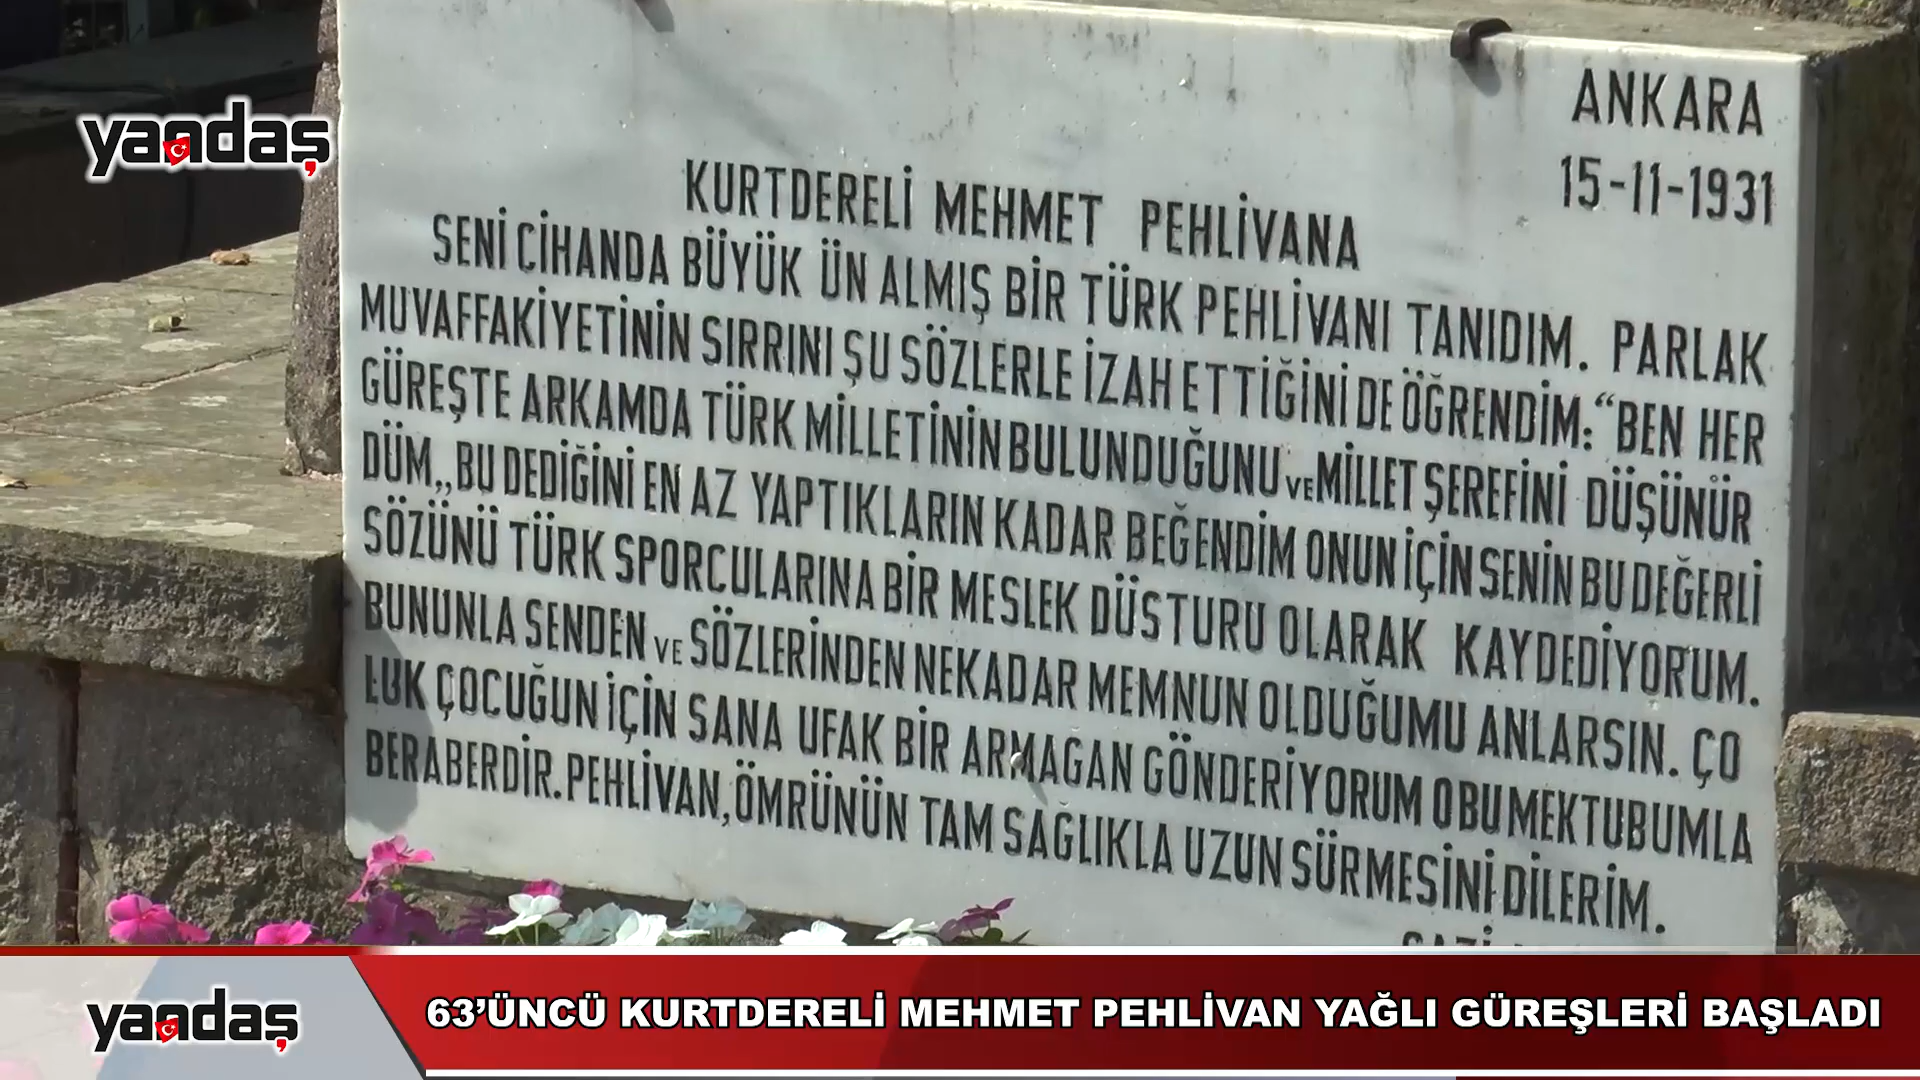 yandaş
ANKARA
15-11-1931
KURTDERELİ MEHMET PEHLİVANA
SENİ CİHANDA BÜYÜK ÜN ALMIŞ BİR TÜRK PEHLİVANI TANIDIM. PARLAK
MUVAFFAKİYETİNİN SIRRINI ŞU SÖZLERLE İZAH ETTİĞİNİ DE ÖĞRENDİM: “BEN HER
GÜREŞTE ARKAMDA TÜRK MİLLETİNİN BULUNDUĞUNU VE MİLLET ŞEREFİNİ DÜŞÜNÜR
DÜM,, BU DEDİĞİNİ EN AZ YAPTIKLARIN KADAR BEĞENDİM ONUN İÇİN SENİN BU DEĞERLİ
SÖZÜNÜ TÜRK SPORCULARINA BİR MESLEK DÜSTURU OLARAK KAYDEDİYORUM.
BUNUNLA SENDEN VE SÖZLERİNDEN NEKADAR MEMNUN OLDUĞUMU ANLARSIN. ÇO
LUK ÇOCUĞUN İÇİN SANA UFAK BİR ARMAGAN GÖNDERİYORUM O BU MEKTUBUMLA
BERABERDİR. PEHLİVAN, ÖMRÜNÜN TAM SAĞLIKLA UZUN SÜRMESİNİ DİLERİM.
yandaş
63’ÜNCÜ KURTDERELİ MEHMET PEHLİVAN YAĞLI GÜREŞLERİ BAŞLADI